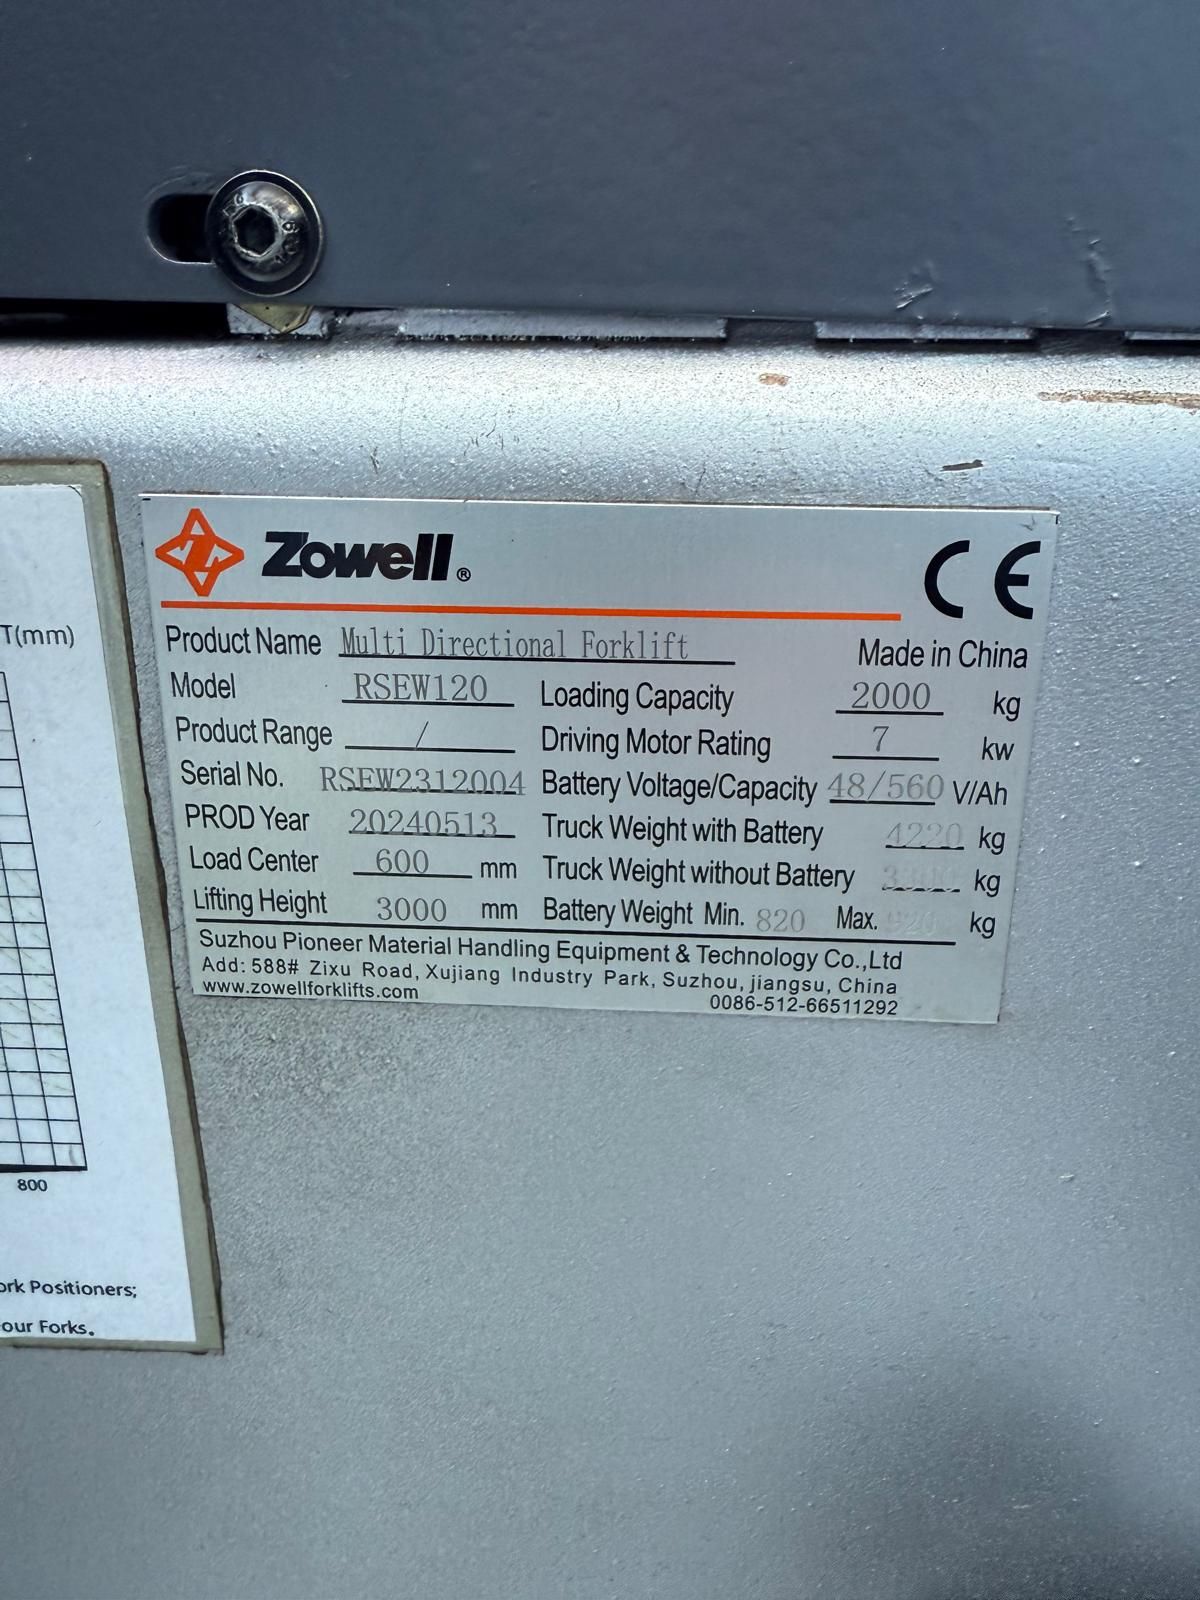 T(mm)
800
ork Positioners;
our Forks.
Zowell®
CE
Product Name Multi Directional Forklift
Made in China
Model RSEW120 Loading Capacity 2000 kg
Product Range / Driving Motor Rating 7 kw
Serial No. RSEW2312004 Battery Voltage/Capacity 48/560 V/Ah
PROD Year 20240513 Truck Weight with Battery 4220 kg
Load Center 600 mm Truck Weight without Battery kg
Lifting Height 3000 mm Battery Weight Min. 820 Max. kg
Suzhou Pioneer Material Handling Equipment & Technology Co.,Ltd
Add: 588# Zixu Road, Xujiang Industry Park, Suzhou, jiangsu, China
www.zowellforklifts.com 0086-512-66511292